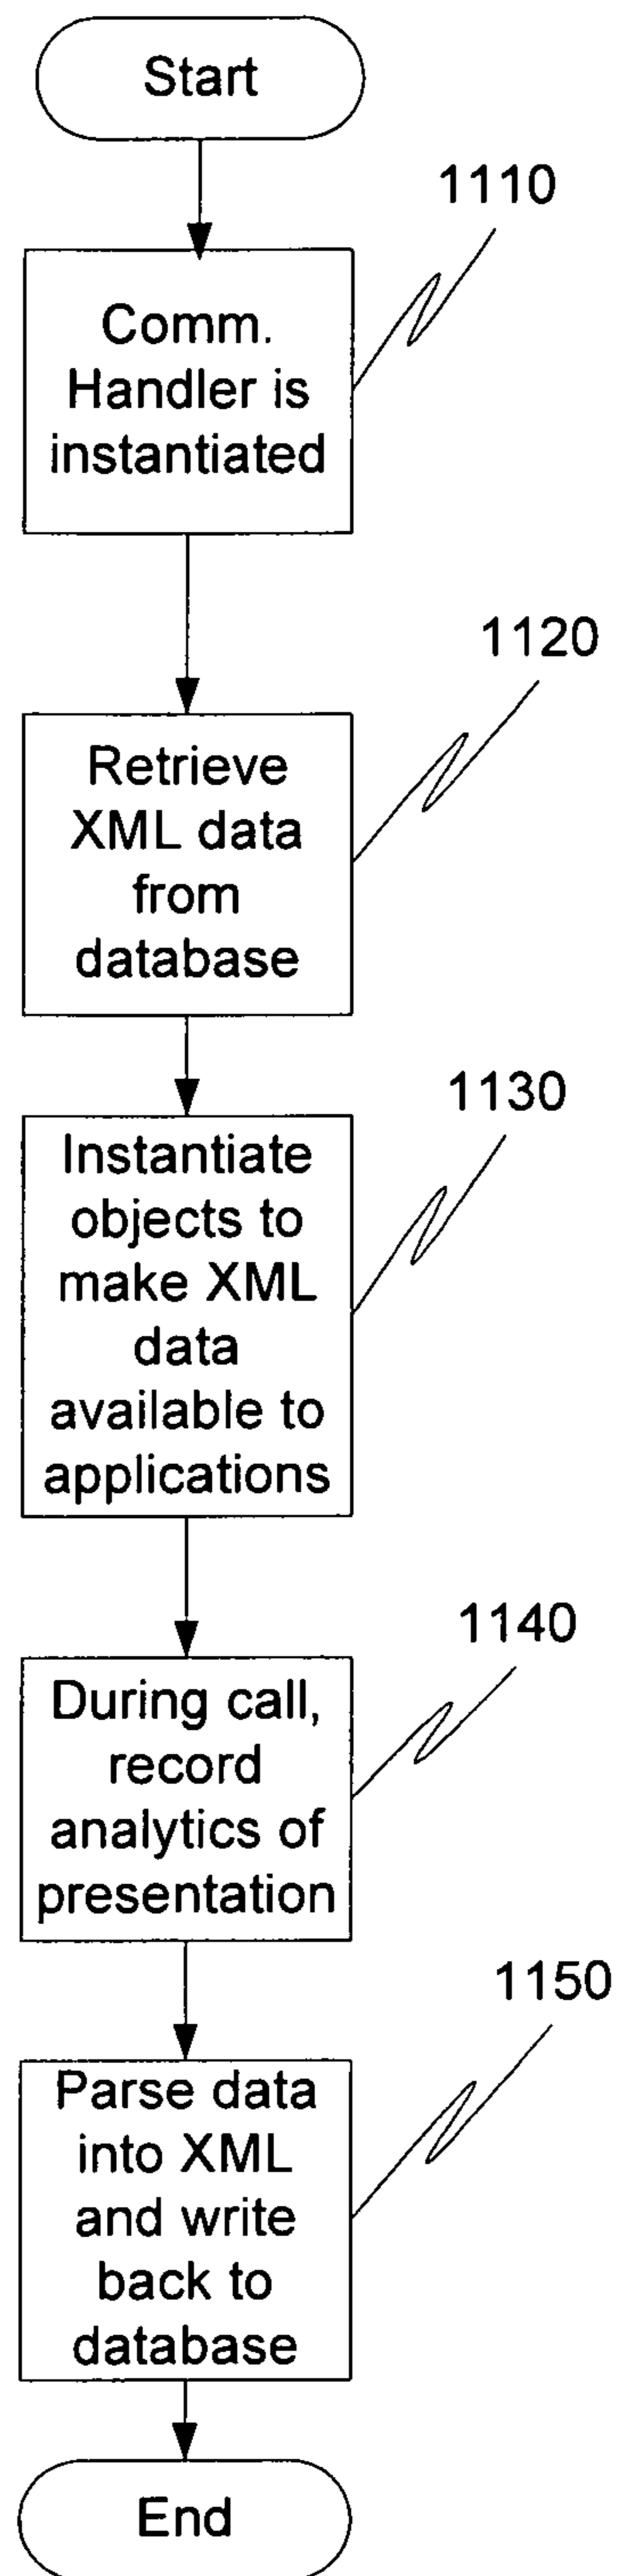 Start
1110
Comm.
Handler is
instantiated
1120
Retrieve
XML data
from
database
1130
Instantiate
objects to
make XML
data
available to
applications
1140
During call,
record
analytics of
presentation
1150
Parse data
into XML
and write
back to
database
End